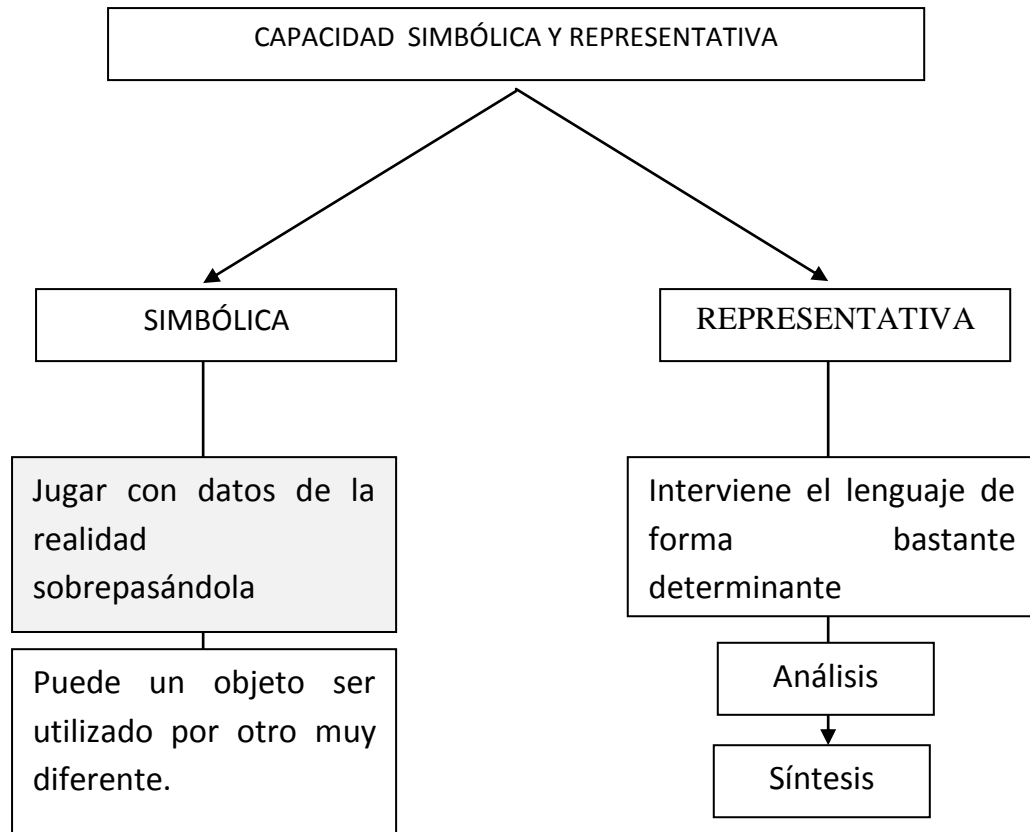 CAPACIDAD SIMBÓLICA Y REPRESENTATIVA
SIMBÓLICA
Jugar con datos de la
realidad
sobrepasándola
Puede un objeto ser
utilizado por otro muy
diferente.
REPRESENTATIVA
Interviene el lenguaje de
forma bastante
determinante
Análisis
Síntesis